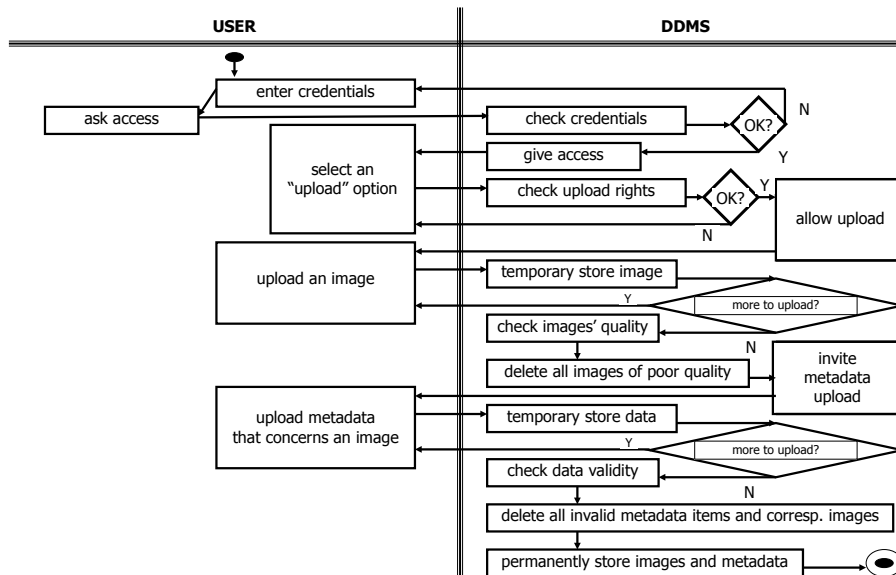 USER
DDMS
enter credentials
N
ask access
check credentials
OK?
give access
Y
select an
“upload” option
check upload rights
OK?
Y
allow upload
N
upload an image
temporary store image
Y
more to upload?
check images’ quality
N
delete all images of poor quality
invite
metadata
upload
upload metadata
that concerns an image
temporary store data
Y
more to upload?
check data validity
N
delete all invalid metadata items and corresp. images
permanently store images and metadata